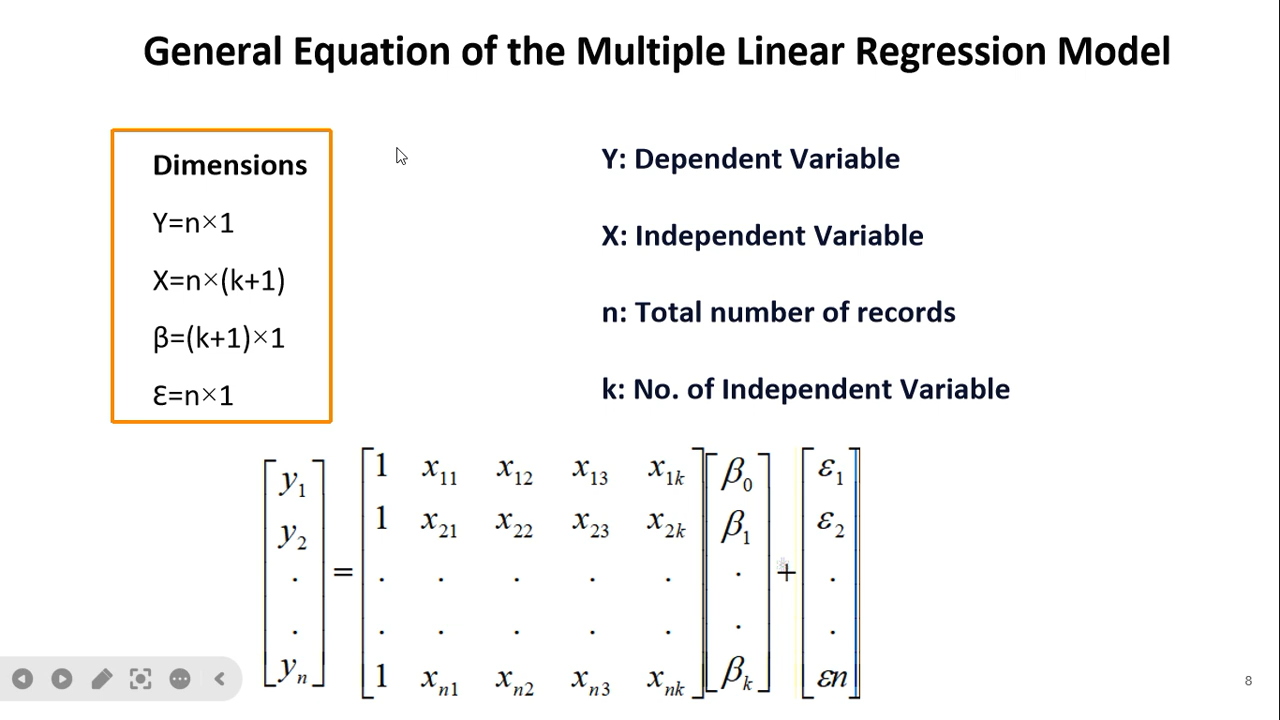 General Equation of the Multiple Linear Regression Model
Dimensions
Y=n×1
X=n×(k+1)
β=(k+1)×1
Ɛ=n×1
Y: Dependent Variable
X: Independent Variable
n: Total number of records
k: No. of Independent Variable
y₁ 1 x₁₁ x₁₂ x₁₃ x₁ₖ β₀ ε₁
y₂ 1 x₂₁ x₂₂ x₂₃ x₂ₖ β₁ ε₂
. = . . . . . . + .
. . . . . . . .
yₙ 1 xₙ₁ xₙ₂ xₙ₃ xₙₖ βₖ εn
8